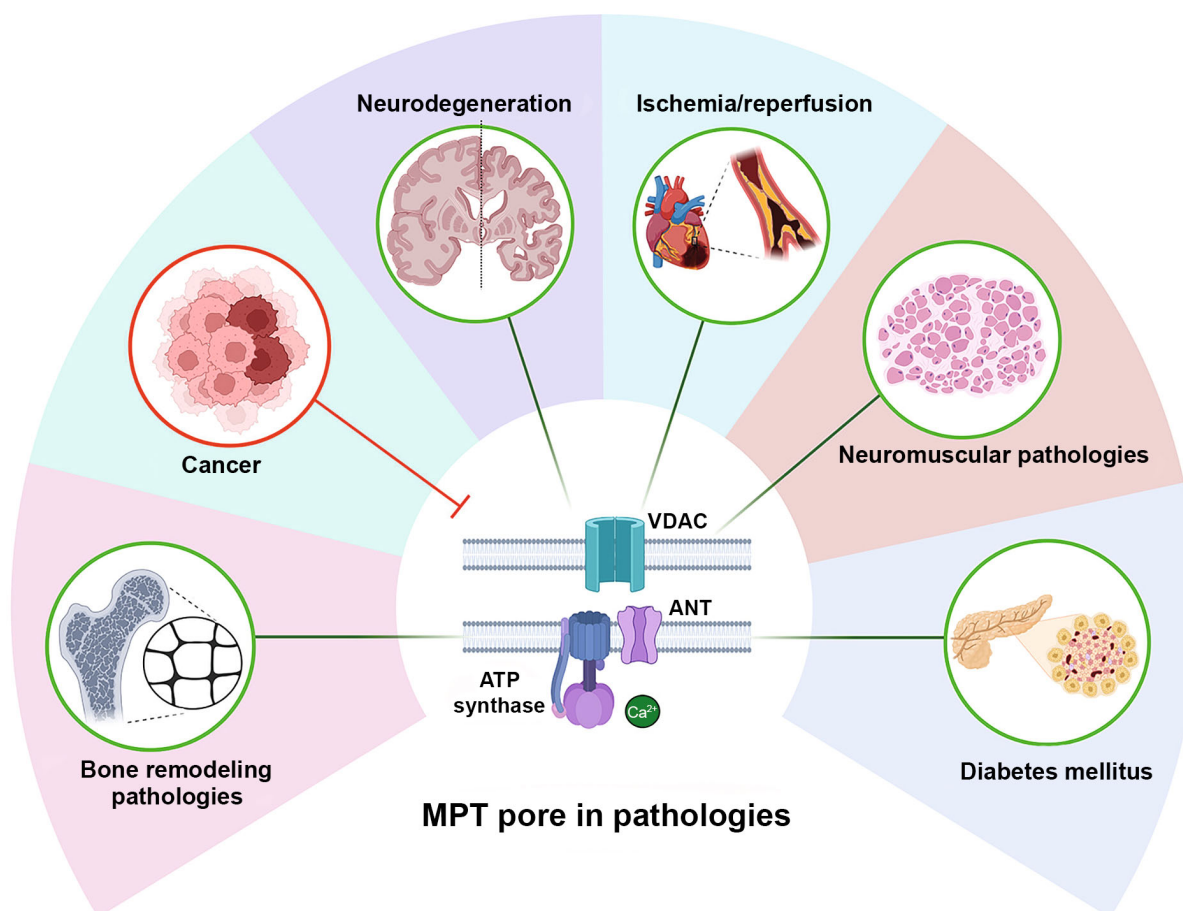 Neurodegeneration
Ischemia/reperfusion
Cancer
Neuromuscular pathologies
VDAC
ANT
ATP
synthase
Ca²⁺
Bone remodeling
pathologies
Diabetes mellitus
MPT pore in pathologies